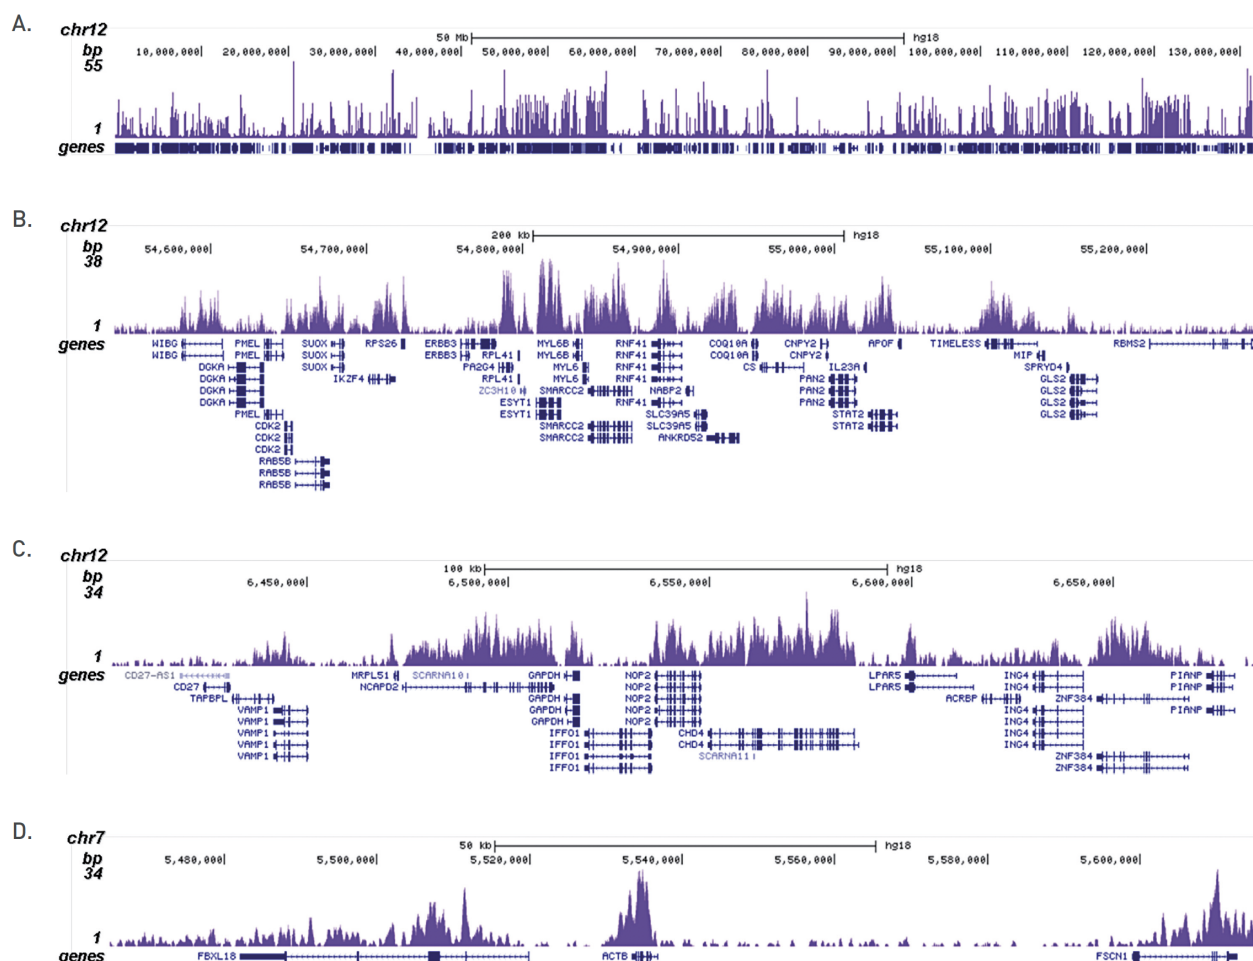 A.
chr12
50 Mb hg18
bp 10,000,000 20,000,000 30,000,000 40,000,000 50,000,000 60,000,000 70,000,000 80,000,000 90,000,000 100,000,000 110,000,000 120,000,000 130,000,000
55
1
genes
B.
chr12
200 kb hg18
bp 54,600,000 54,700,000 54,800,000 54,900,000 55,000,000 55,100,000 55,200,000
38
1
genes
WIBG PMEL SUOX RPS26 ERBB3 MYL6B RNF41 COQ10A CNPY2 APOF TIMELESS RBMS2
WIBG PMEL SUOX ERBB3 RPL41 MYL6B RNF41 COQ10A CNPY2 MIP
DGKA SUOX PA2G4 MYL6 RNF41 CS IL23A SPRYD4
DGKA IKZF4 RPL41 MYL6 RNF41 PAN2 GLS2
DGKA ZC3H10 SMARCC2 NABP2 PAN2 GLS2
DGKA ESYT1 RNF41 PAN2 GLS2
PMEL ESYT1 SLC39A5 STAT2 GLS2
CDK2 SMARCC2 SLC39A5 STAT2
CDK2 SMARCC2 ANKRD52
CDK2
RAB5B
RAB5B
RAB5B
C.
chr12
100 kb hg18
bp 6,450,000 6,500,000 6,550,000 6,600,000 6,650,000
34
1
genes
CD27-AS1 MRPL51 SCARNA10 GAPDH NOP2 LPAR5 ING4 PIANP
CD27 NCAPD2 NOP2 LPAR5 ING4 PIANP
TAPBPL GAPDH NOP2 ACRBP ZNF384
VAMP1 GAPDH NOP2 ING4 PIANP
VAMP1 GAPDH NOP2 ING4
VAMP1 IFFO1 CHD4 ING4
VAMP1 IFFO1 CHD4 ING4
VAMP1 IFFO1 SCARNA11 ZNF384
IFFO1 ZNF384
D.
chr7
50 kb hg18
bp 5,480,000 5,500,000 5,520,000 5,540,000 5,560,000 5,580,000 5,600,000
34
1
genes FBXL18 ACTB FSCN1